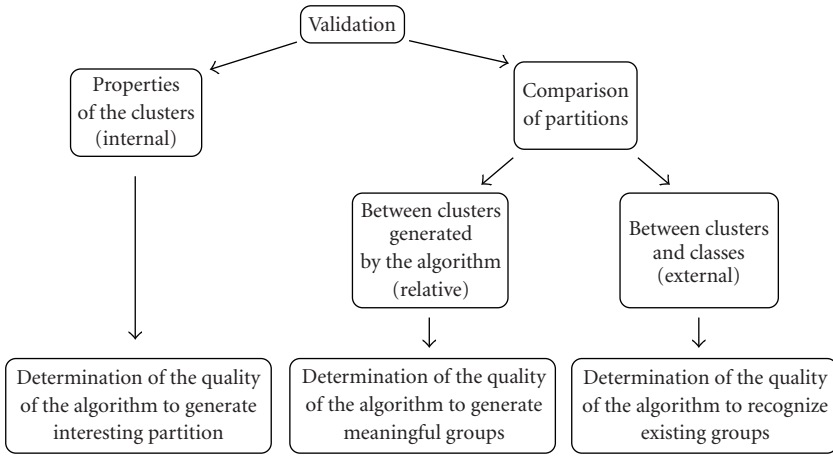 Validation
Properties
of the clusters
(internal)
Comparison
of partitions
Between clusters
generated
by the algorithm
(relative)
Between clusters
and classes
(external)
Determination of the quality
of the algorithm to generate
interesting partition
Determination of the quality
of the algorithm to generate
meaningful groups
Determination of the quality
of the algorithm to recognize
existing groups